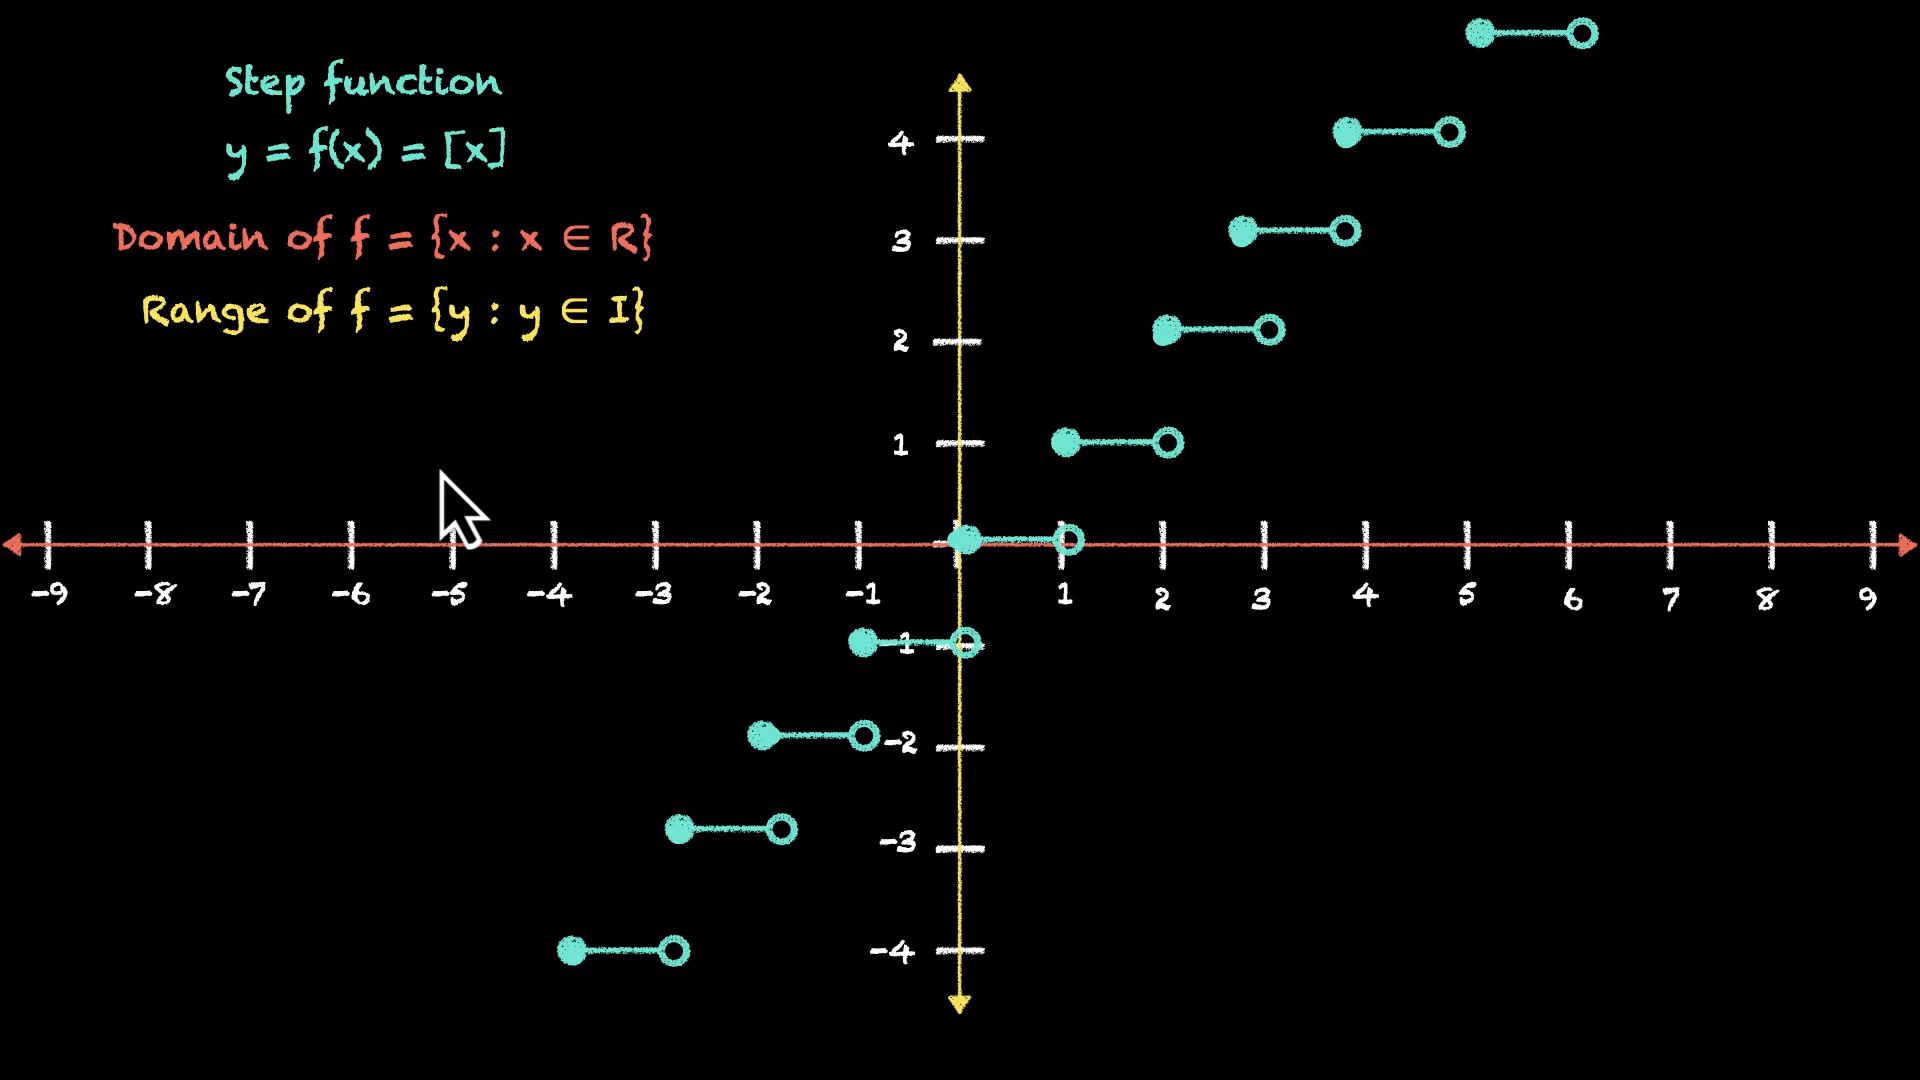 Step function
y = f(x) = [x]
Domain of f = {x : x ∈ R}
Range of f = {y : y ∈ I}
4
3
2
1
-9 -8 -7 -6 -5 -4 -3 -2 -1 1 2 3 4 5 6 7 8 9
-1
-2
-3
-4